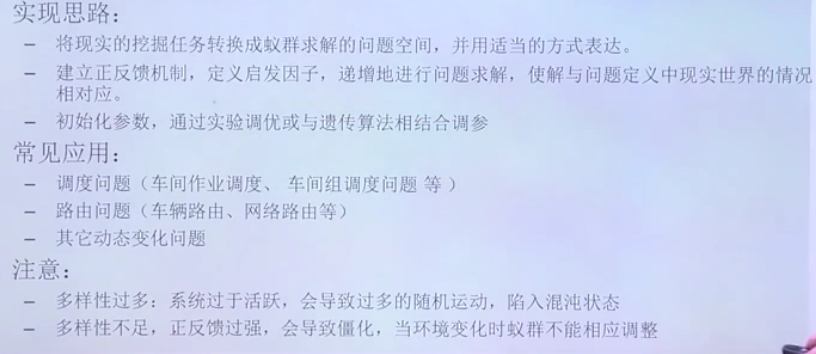 实现思路：
– 将现实的挖掘任务转换成蚁群求解的问题空间，并用适当的方式表达。
– 建立正反馈机制，定义启发因子，递增地进行问题求解，使解与问题定义中现实世界的情况
相对应。
– 初始化参数，通过实验调优或与遗传算法相结合调参
常见应用：
– 调度问题（车间作业调度、 车间组调度问题 等 ）
– 路由问题（车辆路由、网络路由等）
– 其它动态变化问题
注意：
– 多样性过多：系统过于活跃，会导致过多的随机运动，陷入混沌状态
– 多样性不足，正反馈过强，会导致僵化，当环境变化时蚁群不能相应调整